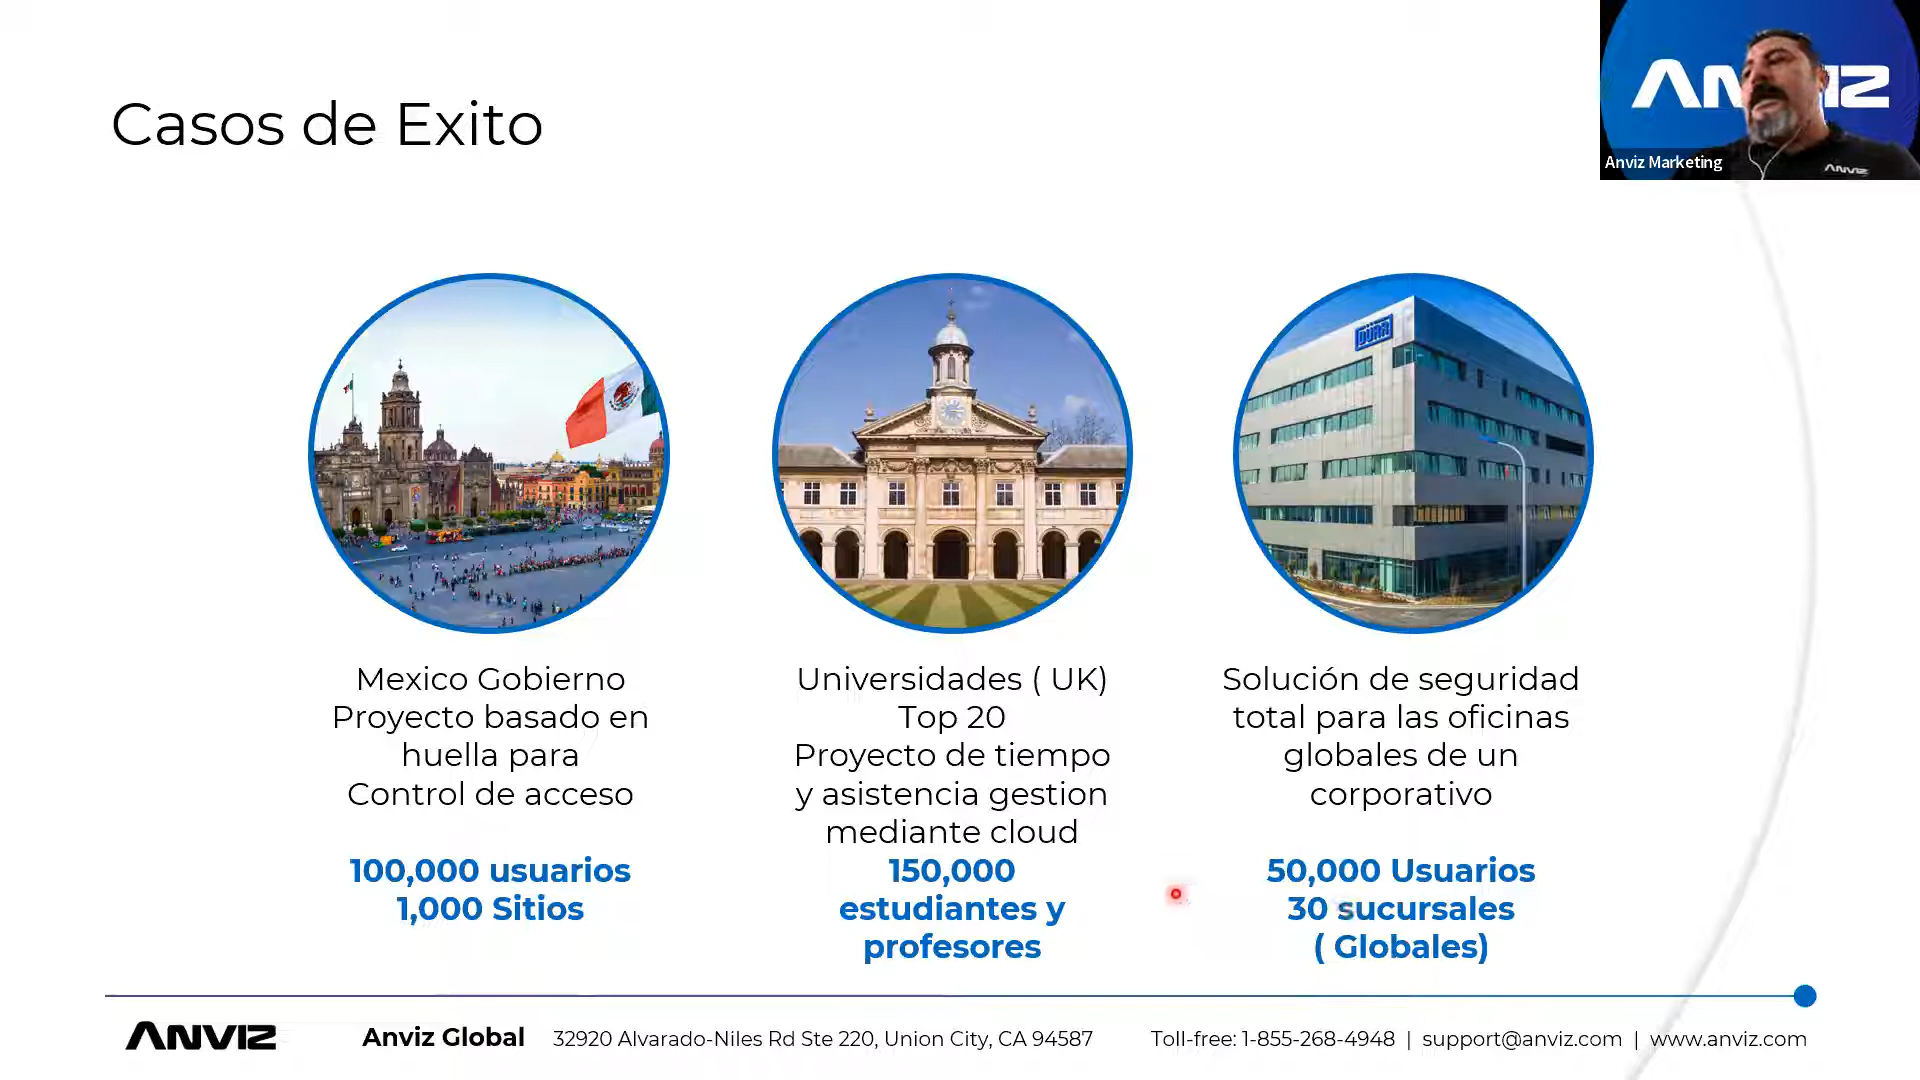 Casos de Exito
ANVIZ
Anviz Marketing
ANVIZ
DÜRR
Mexico Gobierno
Proyecto basado en
huella para
Control de acceso
100,000 usuarios
1,000 Sitios
Universidades ( UK)
Top 20
Proyecto de tiempo
y asistencia gestion
mediante cloud
150,000
estudiantes y
profesores
Solución de seguridad
total para las oficinas
globales de un
corporativo
50,000 Usuarios
30 sucursales
( Globales)
ANVIZ
Anviz Global 32920 Alvarado-Niles Rd Ste 220, Union City, CA 94587 Toll-free: 1-855-268-4948 | support@anviz.com | www.anviz.com